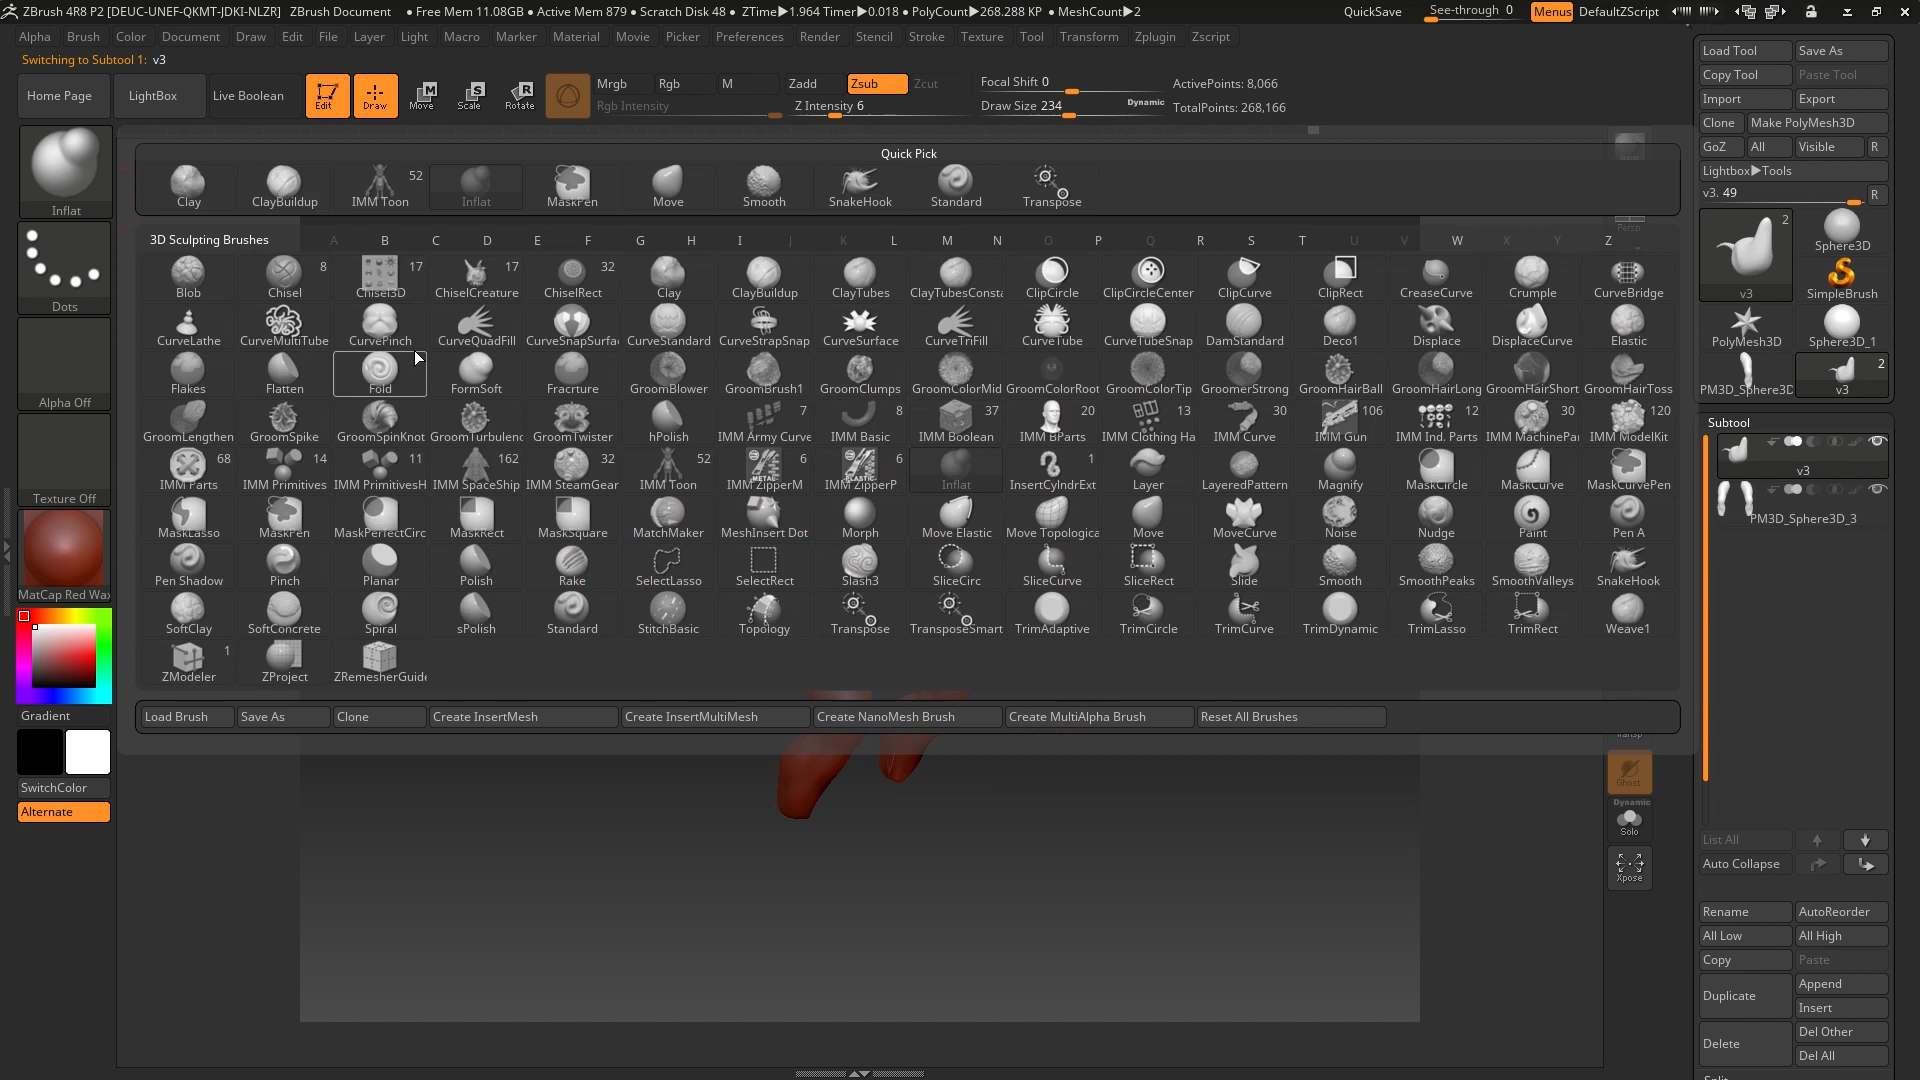 ZBrush 4R8 P2 [DEUC-UNEF-QKMT-JDKI-NLZR] ZBrush Document • Free Mem 11.08GB • Active Mem 879 • Scratch Disk 48 • ZTime▶1.964 Timer▶0.018 • PolyCount▶268.288 KP • MeshCount▶2 QuickSave See-through 0 Menus DefaultZScript
Alpha Brush Color Document Draw Edit File Layer Light Macro Marker Material Movie Picker Preferences Render Stencil Stroke Texture Tool Transform Zplugin Zscript
Switching to Subtool 1: v3
Home Page LightBox Live Boolean Edit Draw Move Scale Rotate
Mrgb Rgb M Zadd Zsub Zcut Focal Shift 0 ActivePoints: 8,066
Rgb Intensity Z Intensity 6 Draw Size 234 Dynamic TotalPoints: 268,166
Inflat
Dots
Alpha Off
Texture Off
MatCap Red Wax
Gradient
SwitchColor
Alternate
Quick Pick
52
Clay ClayBuildup IMM Toon Inflat MaskPen Move Smooth SnakeHook Standard Transpose
3D Sculpting Brushes A B C D E F G H I J K L M N O P Q R S T U V W X Y Z
8 17 17 32
Blob Chisel Chisel3D ChiselCreature ChiselRect Clay ClayBuildup ClayTubes ClayTubesConsta ClipCircle ClipCircleCenter ClipCurve ClipRect CreaseCurve Crumple CurveBridge
CurveLathe CurveMultiTube CurvePinch CurveQuadFill CurveSnapSurfa CurveStandard CurveStrapSnap CurveSurface CurveTriFill CurveTube CurveTubeSnap DamStandard Deco1 Displace DisplaceCurve Elastic
Flakes Flatten Fold FormSoft Fracrture GroomBlower GroomBrush1 GroomClumps GroomColorMid GroomColorRoot GroomColorTip GroomerStrong GroomHairBall GroomHairLong GroomHairShort GroomHairToss
7 8 37 20 13 30 106 12 30 120
GroomLengthen GroomSpike GroomSpinKnot GroomTurbulenc GroomTwister hPolish IMM Army Curve IMM Basic IMM Boolean IMM BParts IMM Clothing Ha IMM Curve IMM Gun IMM Ind. Parts IMM MachinePar IMM ModelKit
68 14 11 162 32 52 6 6 1
IMM Parts IMM Primitives IMM PrimitivesH IMM SpaceShip IMM SteamGear IMM Toon IMM ZipperM IMM ZipperP Inflat InsertCylndrExt Layer LayeredPattern Magnify MaskCircle MaskCurve MaskCurvePen
MaskLasso MaskPen MaskPerfectCirc MaskRect MaskSquare MatchMaker MeshInsert Dot Morph Move Elastic Move Topologica Move MoveCurve Noise Nudge Paint Pen A
Pen Shadow Pinch Planar Polish Rake SelectLasso SelectRect Slash3 SliceCirc SliceCurve SliceRect Slide Smooth SmoothPeaks SmoothValleys SnakeHook
SoftClay SoftConcrete Spiral sPolish Standard StitchBasic Topology Transpose TransposeSmart TrimAdaptive TrimCircle TrimCurve TrimDynamic TrimLasso TrimRect Weave1
1
ZModeler ZProject ZRemesherGuide
Load Brush Save As Clone Create InsertMesh Create InsertMultiMesh Create NanoMesh Brush Create MultiAlpha Brush Reset All Brushes
Persp
Transp
Ghost
Dynamic
Solo
Xpose
Load Tool Save As
Copy Tool Paste Tool
Import Export
Clone Make PolyMesh3D
GoZ All Visible R
Lightbox▶Tools
v3. 49 R
2
v3 Sphere3D
SimpleBrush
PolyMesh3D Sphere3D_1
2
PM3D_Sphere3D v3
Subtool
v3
PM3D_Sphere3D_3
List All
Auto Collapse
Rename AutoReorder
All Low All High
Copy Paste
Duplicate Append
Insert
Delete Del Other
Del All
Split